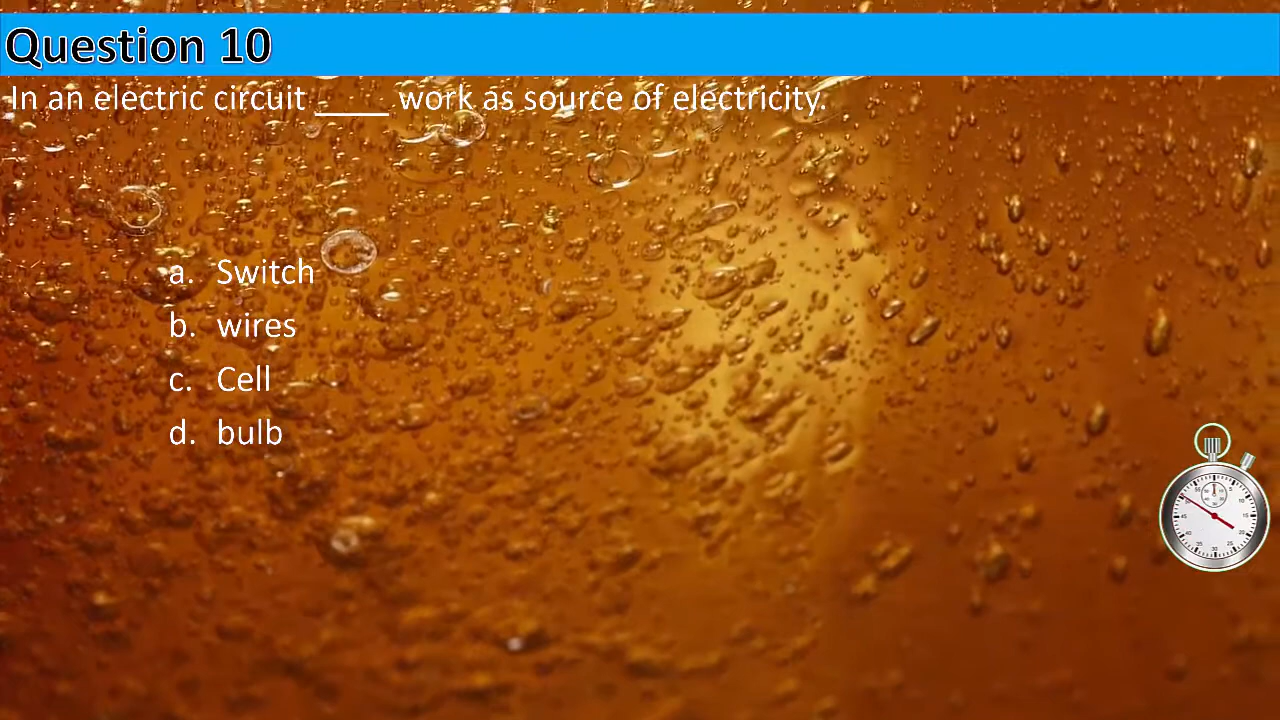 Question 10
In an electric circuit ____ work as source of electricity.
a. Switch
b. wires
c. Cell
d. bulb